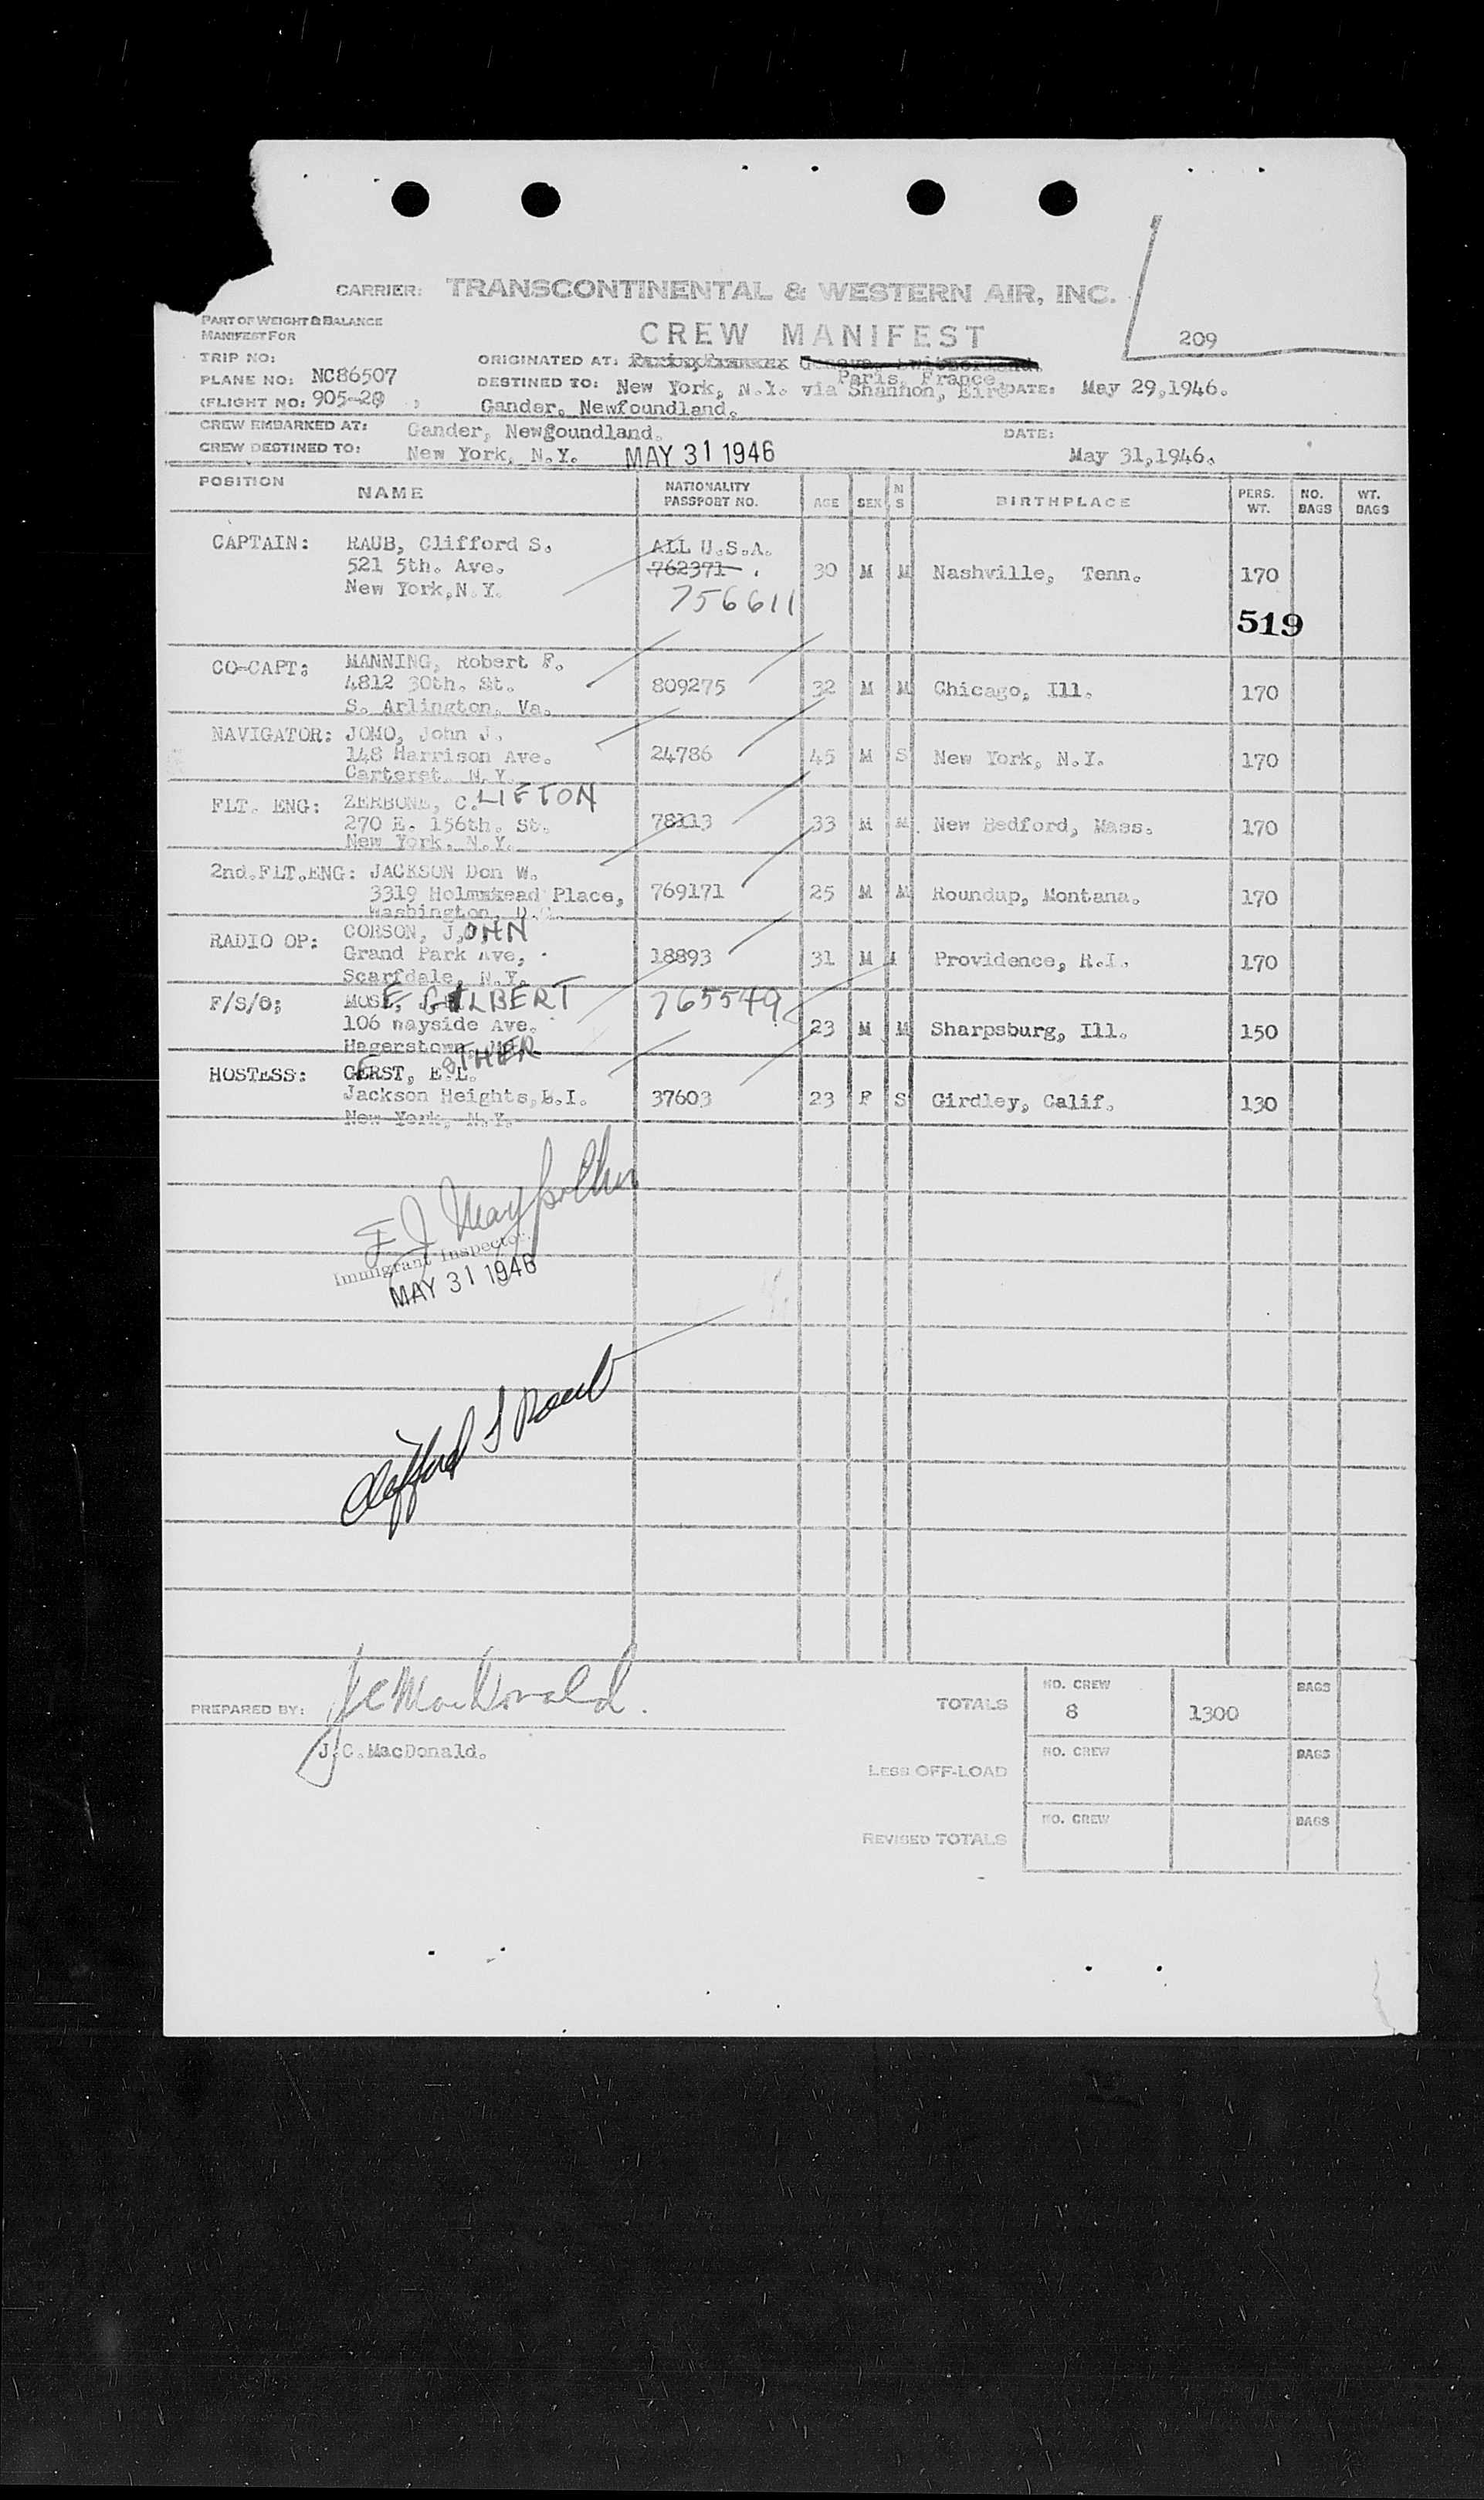 CARRIER: TRANSCONTINENTAL & WESTERN AIR, INC.
PART OF WEIGHT & BALANCE
MANIFEST FOR
CREW MANIFEST
209
TRIP NO:
ORIGINATED AT: Geneva, Switzerland.
Paris, France
PLANE NO: NC86507
DESTINED TO: New York, N.Y. via Shannon, Eire DATE: May 29,1946.
(FLIGHT NO: 905-20 )
Gander, Newfoundland.
CREW EMBARKED AT: Gander, Newfoundland. DATE:
CREW DESTINED TO: New York, N.Y. MAY 31 1946 May 31,1946.
POSITION NAME NATIONALITY PASSPORT NO. AGE SEX M S BIRTHPLACE PERS. WT. NO. BAGS WT. BAGS
CAPTAIN: RAUB, Clifford S. ALL U.S.A.
521 5th. Ave. 762371 30 M M Nashville, Tenn. 170
New York,N.Y. 756611
519
CO-CAPT: MANNING, Robert F.
4812 30th. St. 809275 32 M M Chicago, Ill. 170
S. Arlington, Va.
NAVIGATOR: JOMO, John J.
148 Harrison Ave. 24786 45 M S New York, N.Y. 170
Carteret, N.Y.
FLT. ENG: ZERBONE, C.LIFTON
270 E. 156th. St. 78113 33 M M New Bedford, Mass. 170
New York, N.Y.
2nd.FLT.ENG: JACKSON Don W.
3319 Place, 769171 25 M M Roundup, Montana. 170
Washington, D.C.
RADIO OP: CORSON, J.OHN
Grand Park Ave, 18893 31 M M Providence, R.I. 170
Scarfdale, N.Y.
F/S/O; MOSE, GILBERT 765549
106 Wayside Ave. 23 M M Sharpsburg, Ill. 150
Hagerstown,
HOSTESS: GERST, E.L. STHER
Jackson Heights,L.I. 37603 23 F S Girdley, Calif. 130
New York, N.Y.
Immigrant Inspector.
MAY 31 1946
Clifford S Raub
PREPARED BY: J C MacDonald.
J.C.MacDonald.
TOTALS NO. CREW 8 1300 BAGS
LESS OFF-LOAD NO. CREW BAGS
REVISED TOTALS NO. CREW BAGS